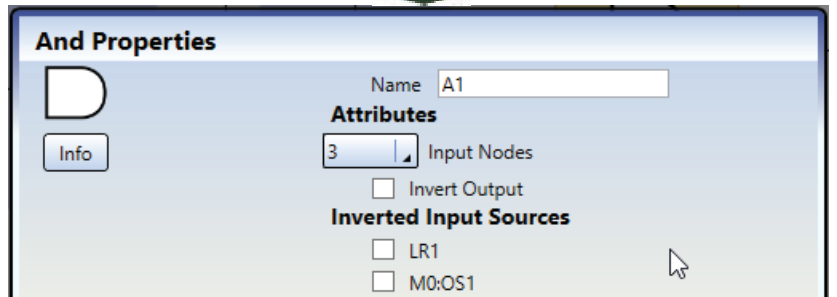 And Properties
Name A1
Attributes
Info 3 Input Nodes
Invert Output
Inverted Input Sources
LR1
M0:OS1